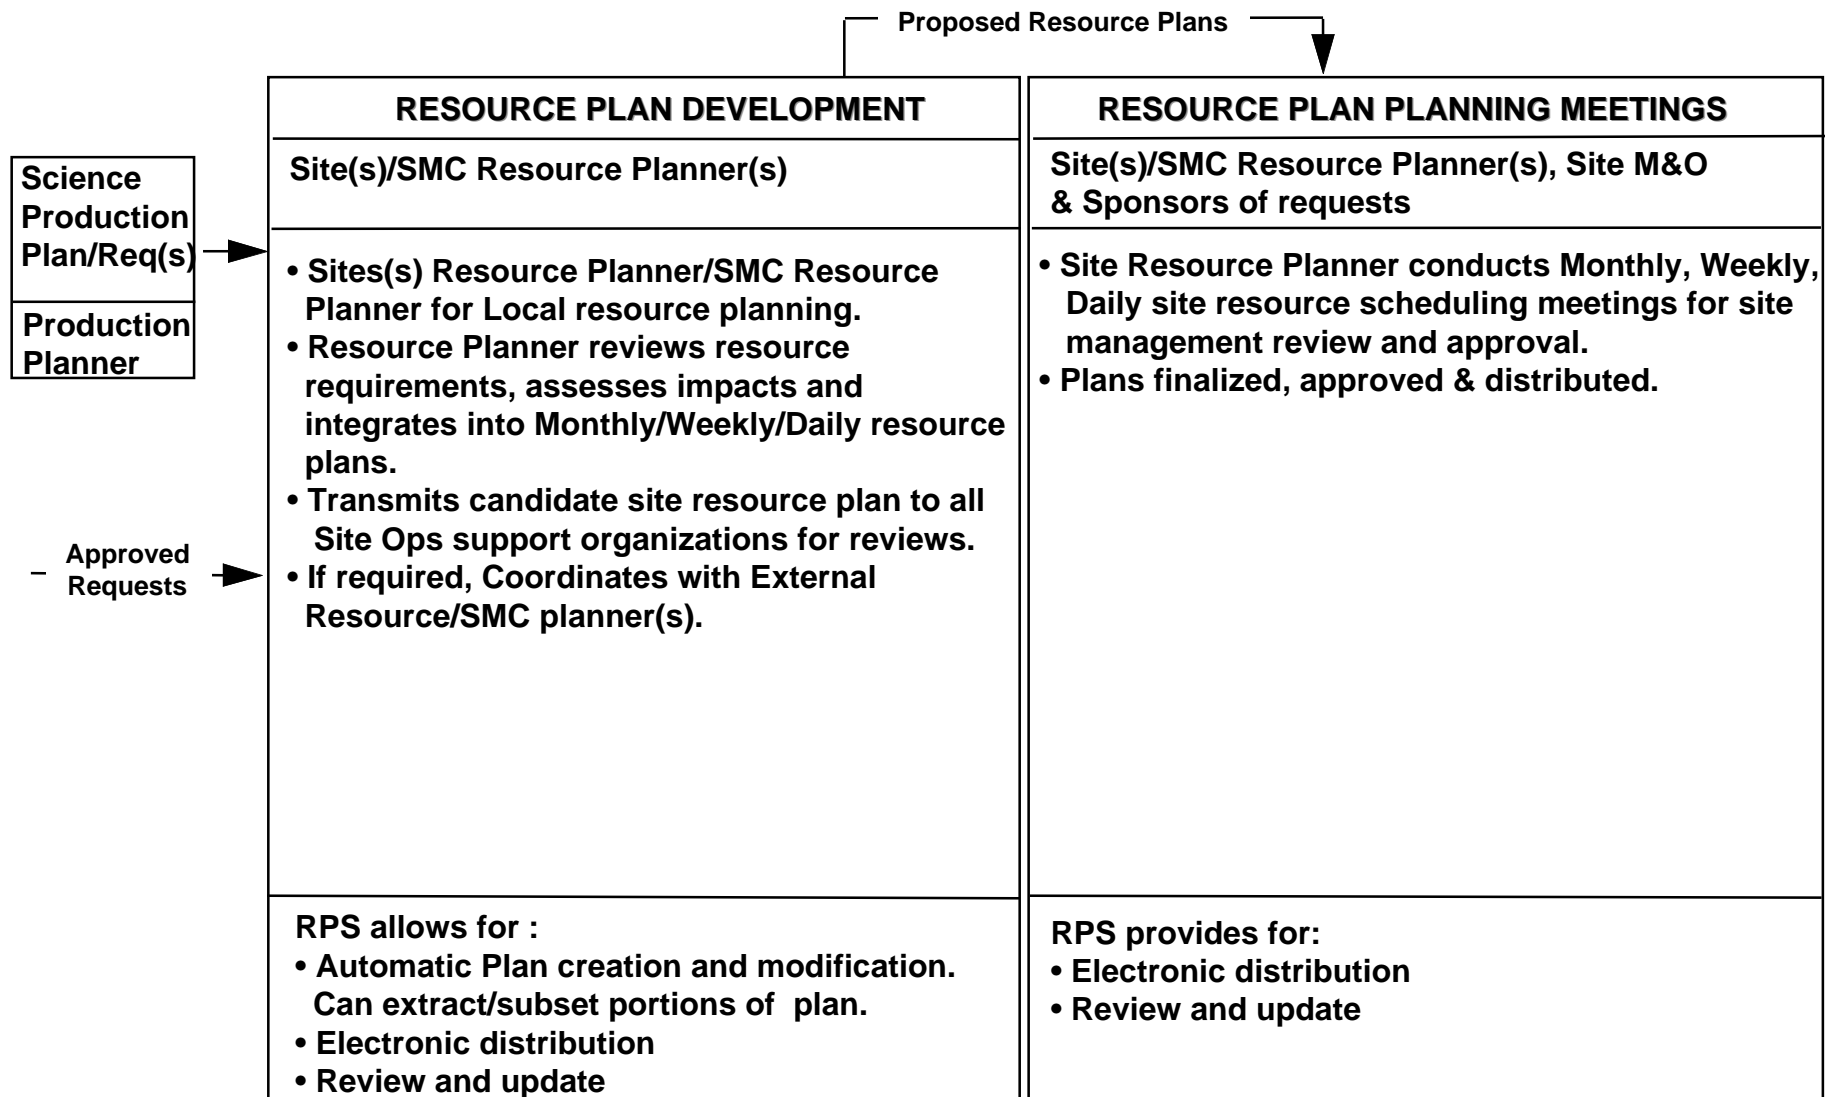 Proposed Resource Plans
Science
Production
Plan/Req(s)
Production
Planner
– Approved
Requests
RESOURCE PLAN DEVELOPMENT
Site(s)/SMC Resource Planner(s)
• Sites(s) Resource Planner/SMC Resource
Planner for Local resource planning.
• Resource Planner reviews resource
requirements, assesses impacts and
integrates into Monthly/Weekly/Daily resource
plans.
• Transmits candidate site resource plan to all
Site Ops support organizations for reviews.
• If required, Coordinates with External
Resource/SMC planner(s).
RPS allows for :
• Automatic Plan creation and modification.
Can extract/subset portions of plan.
• Electronic distribution
• Review and update
RESOURCE PLAN PLANNING MEETINGS
Site(s)/SMC Resource Planner(s), Site M&O
& Sponsors of requests
• Site Resource Planner conducts Monthly, Weekly,
Daily site resource scheduling meetings for site
management review and approval.
• Plans finalized, approved & distributed.
RPS provides for:
• Electronic distribution
• Review and update